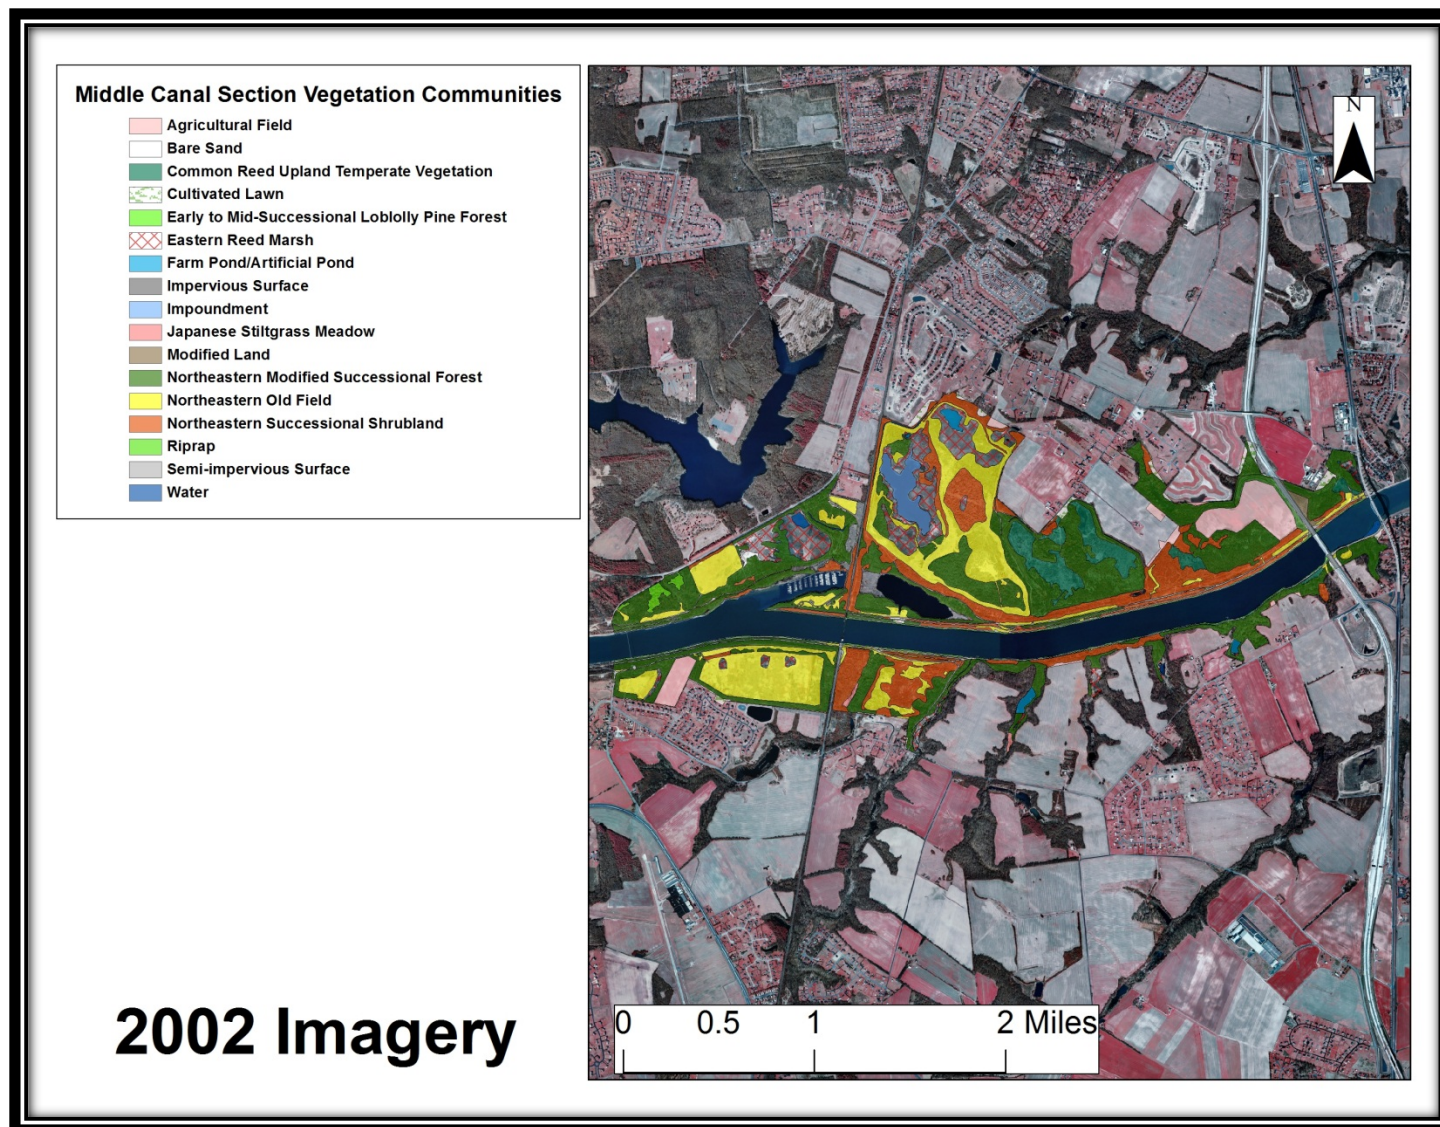 Middle Canal Section Vegetation Communities
Agricultural Field
Bare Sand
Common Reed Upland Temperate Vegetation
Cultivated Lawn
Early to Mid-Successional Loblolly Pine Forest
Eastern Reed Marsh
Farm Pond/Artificial Pond
Impervious Surface
Impoundment
Japanese Stiltgrass Meadow
Modified Land
Northeastern Modified Successional Forest
Northeastern Old Field
Northeastern Successional Shrubland
Riprap
Semi-impervious Surface
Water
N
2002 Imagery
0 0.5 1 2 Miles